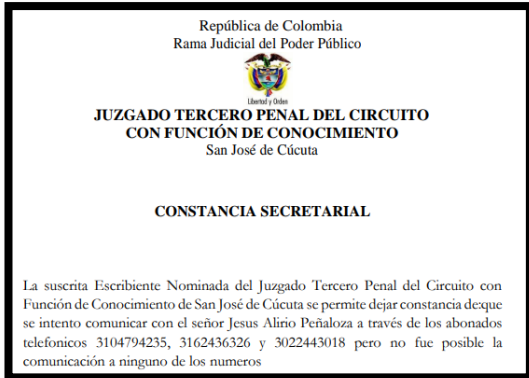 República de Colombia
Rama Judicial del Poder Público
Libertad y Orden
JUZGADO TERCERO PENAL DEL CIRCUITO
CON FUNCIÓN DE CONOCIMIENTO
San José de Cúcuta
CONSTANCIA SECRETARIAL
La suscrita Escribiente Nominada del Juzgado Tercero Penal del Circuito con
Función de Conocimiento de San José de Cúcuta se permite dejar constancia de:que
se intento comunicar con el señor Jesus Alirio Peñaloza a través de los abonados
telefonicos 3104794235, 3162436326 y 3022443018 pero no fue posible la
comunicación a ninguno de los numeros